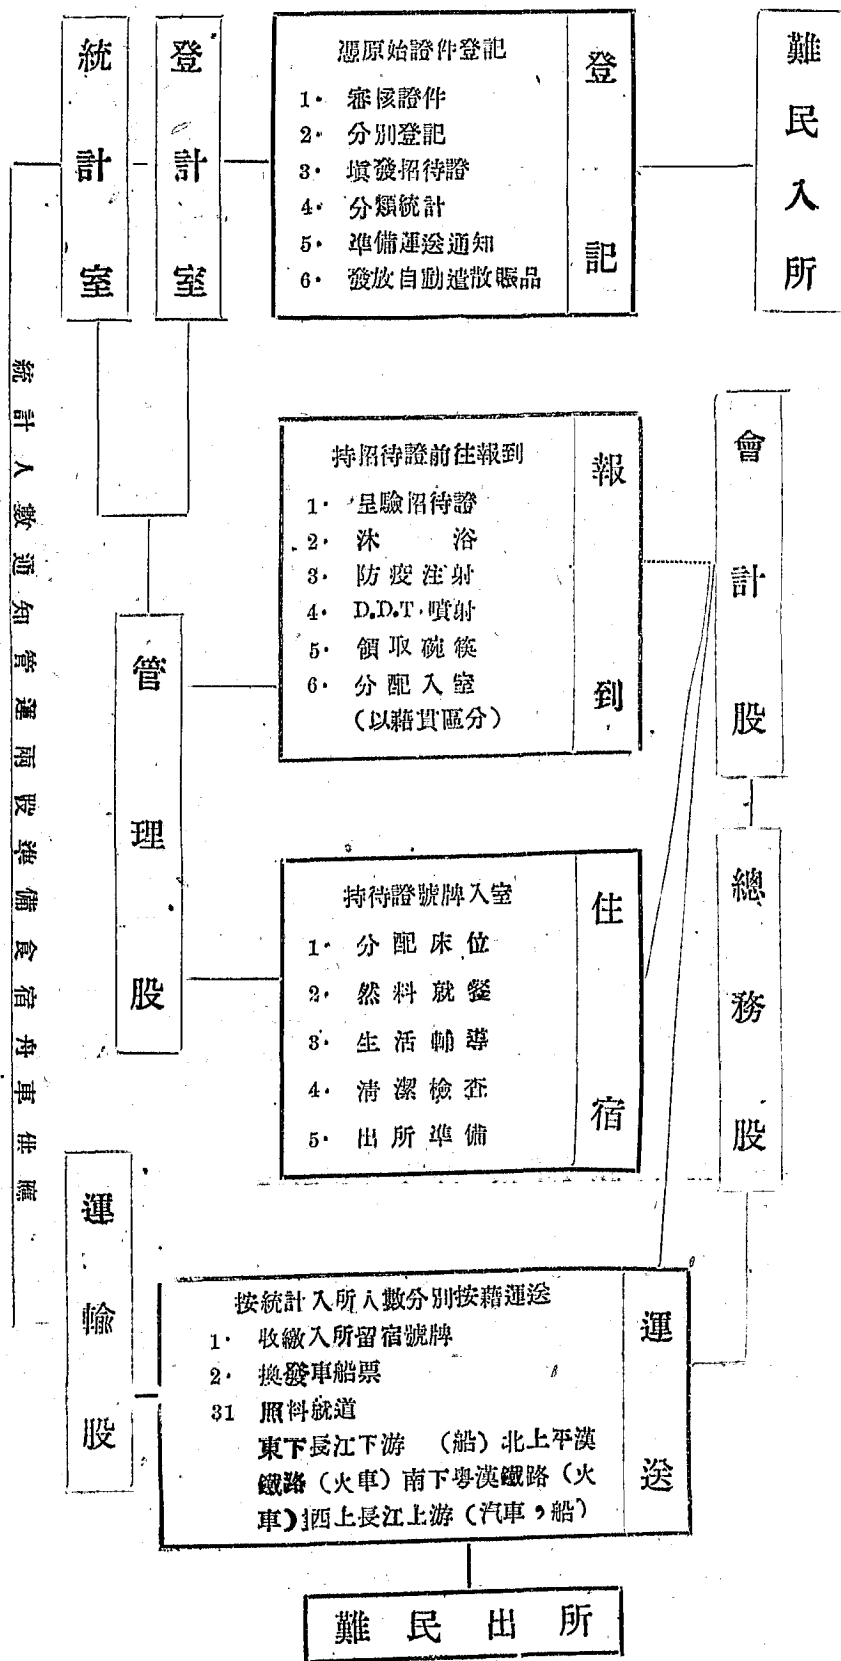 難民入所
登記
憑原始證件登記
1· 審核證件
2· 分別登記
3· 填發招待證
4· 分類統計
5· 準備運送通知
6· 發放自動遣散賑品
登計室
統計室
統計人數通知管運兩股準備食宿舟車供應
會計股
報到
持招待證前往報到
1· 呈驗招待證
2· 沐浴
3· 防疫注射
4· D.D.T·噴射
5· 領取碗筷
6· 分配入室
(以藉貫區分)
管理股
總務股
住宿
持待證號牌入室
1· 分配床位
2· 然料就餐
3· 生活輔導
4· 清潔檢查
5· 出所準備
運輸股
運送
按統計入所人數分別按藉運送
1· 收繳入所留宿號牌
2· 換發車船票
31 照料就道
東下長江下游 (船) 北上平漢
鐵路 (火車) 南下粵漢鐵路 (火
車) 西上長江上游 (汽車,船)
難民出所